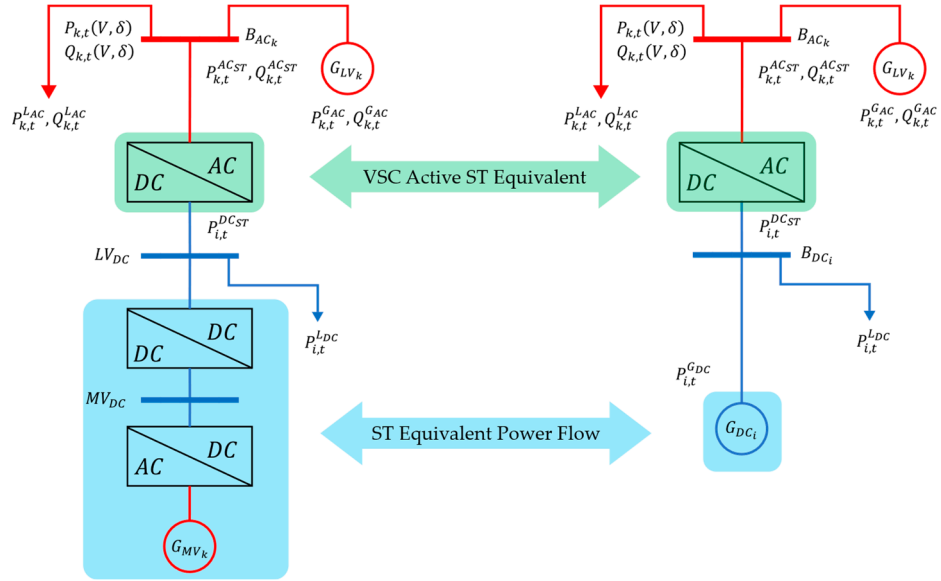 P_{k,t}(V, δ)
Q_{k,t}(V, δ)
B_{AC_k}
P_{k,t}^{AC_{ST}}, Q_{k,t}^{AC_{ST}}
G_{LV_k}
P_{k,t}^{L_{AC}}, Q_{k,t}^{L_{AC}}
P_{k,t}^{G_{AC}}, Q_{k,t}^{G_{AC}}
DC
AC
P_{i,t}^{DC_{ST}}
LV_{DC}
P_{i,t}^{L_{DC}}
DC
DC
MV_{DC}
AC
DC
G_{MV_k}
VSC Active ST Equivalent
ST Equivalent Power Flow
P_{k,t}(V, δ)
Q_{k,t}(V, δ)
B_{AC_k}
P_{k,t}^{AC_{ST}}, Q_{k,t}^{AC_{ST}}
G_{LV_k}
P_{k,t}^{L_{AC}}, Q_{k,t}^{L_{AC}}
P_{k,t}^{G_{AC}}, Q_{k,t}^{G_{AC}}
DC
AC
P_{i,t}^{DC_{ST}}
B_{DC_i}
P_{i,t}^{L_{DC}}
P_{i,t}^{G_{DC}}
G_{DC_i}